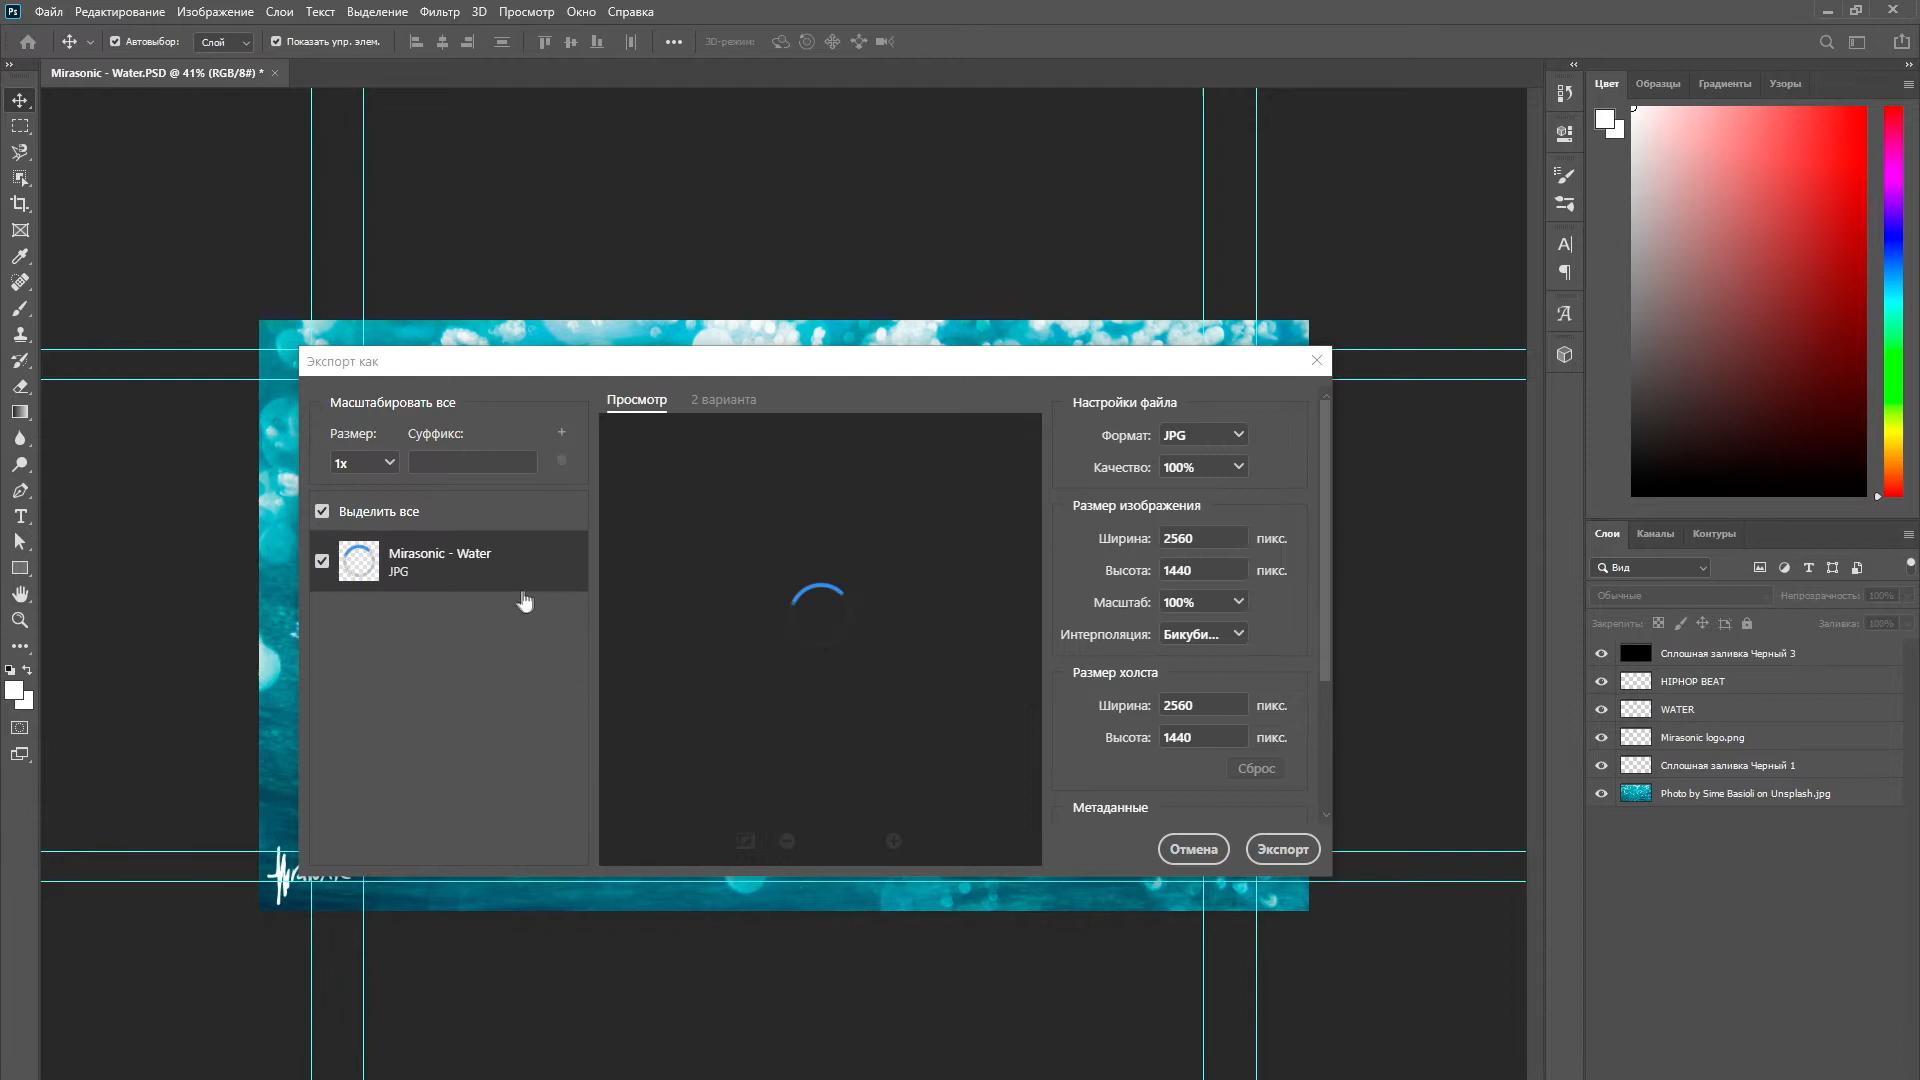 Ps Файл Редактирование Изображение Слои Текст Выделение Фильтр 3D Просмотр Окно Справка
Автовыбор: Слой Показать упр. элем. 3D-режим:
Mirasonic - Water.PSD @ 41% (RGB/8#) *
Цвет Образцы Градиенты Узоры
Экспорт как
Масштабировать все
Размер: Суффикс:
1x
Выделить все
Mirasonic - Water
JPG
Просмотр 2 варианта
Настройки файла
Формат: JPG
Качество: 100%
Размер изображения
Ширина: 2560 пикс.
Высота: 1440 пикс.
Масштаб: 100%
Интерполяция: Бикуби...
Размер холста
Ширина: 2560 пикс.
Высота: 1440 пикс.
Сброс
Метаданные
Отмена Экспорт
Слои Каналы Контуры
Вид
Обычные Непрозрачность: 100%
Закрепить: Заливка: 100%
Сплошная заливка Черный 3
HIPHOP BEAT
WATER
Mirasonic logo.png
Сплошная заливка Черный 1
Photo by Sime Basioli on Unsplash.jpg